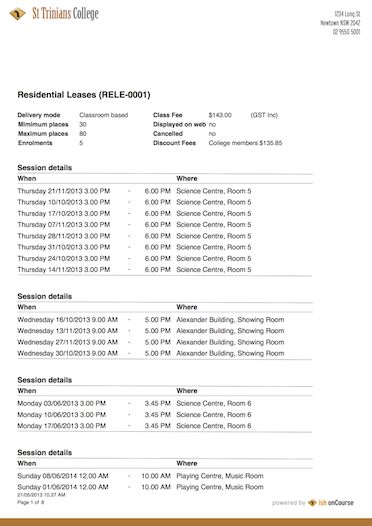 St Trinians College
1234 Long St
Newtown NSW 2042
02 9550 5001
Residential Leases (RELE-0001)
Delivery mode Classroom based Class Fee $143.00 (GST Inc)
Mimimum places 30 Displayed on web no
Maximum places 80 Cancelled no
Enrolments 5 Discount Fees College members $135.85
Session details
When Where
Thursday 21/11/2013 3.00 PM - 6.00 PM Science Centre, Room 5
Thursday 10/10/2013 3.00 PM - 6.00 PM Science Centre, Room 5
Thursday 17/10/2013 3.00 PM - 6.00 PM Science Centre, Room 5
Thursday 07/11/2013 3.00 PM - 6.00 PM Science Centre, Room 5
Thursday 28/11/2013 3.00 PM - 6.00 PM Science Centre, Room 5
Thursday 31/10/2013 3.00 PM - 6.00 PM Science Centre, Room 5
Thursday 24/10/2013 3.00 PM - 6.00 PM Science Centre, Room 5
Thursday 14/11/2013 3.00 PM - 6.00 PM Science Centre, Room 5
Session details
When Where
Wednesday 16/10/2013 9.00 AM - 5.00 PM Alexander Building, Showing Room
Wednesday 13/11/2013 9.00 AM - 5.00 PM Alexander Building, Showing Room
Wednesday 27/11/2013 9.00 AM - 5.00 PM Alexander Building, Showing Room
Wednesday 30/10/2013 9.00 AM - 5.00 PM Alexander Building, Showing Room
Session details
When Where
Monday 03/06/2013 3.00 PM - 3.45 PM Science Centre, Room 6
Monday 10/06/2013 3.00 PM - 3.45 PM Science Centre, Room 6
Monday 17/06/2013 3.00 PM - 3.45 PM Science Centre, Room 6
Session details
When Where
Sunday 08/06/2014 12.00 AM - 10.00 AM Playing Centre, Music Room
Sunday 01/06/2014 12.00 AM - 10.00 AM Playing Centre, Music Room
21/05/2013 10.27 AM
Page 1 of 8
powered by ish onCourse